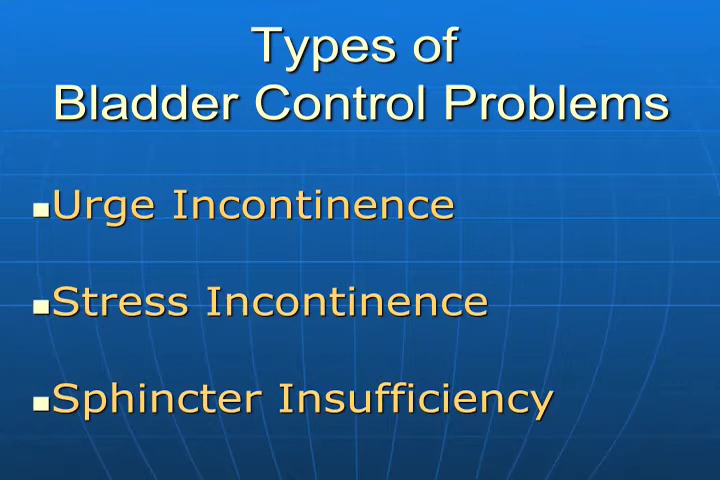 Types of
Bladder Control Problems
Urge Incontinence
Stress Incontinence
Sphincter Insufficiency